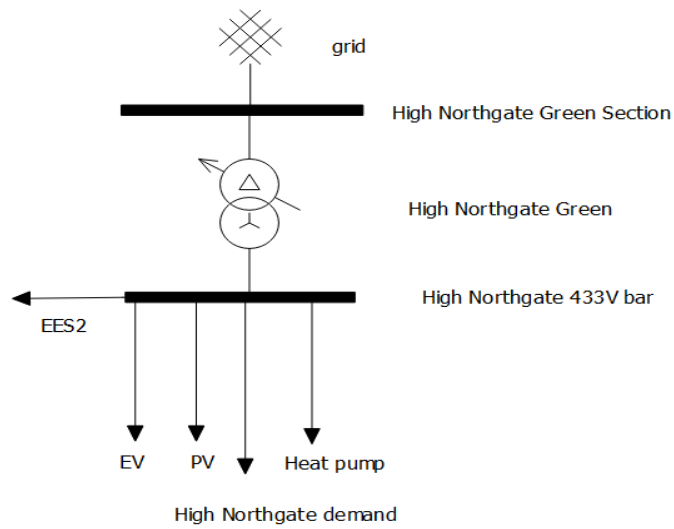 grid
High Northgate Green Section
High Northgate Green
High Northgate 433V bar
EES2
EV
PV
Heat pump
High Northgate demand